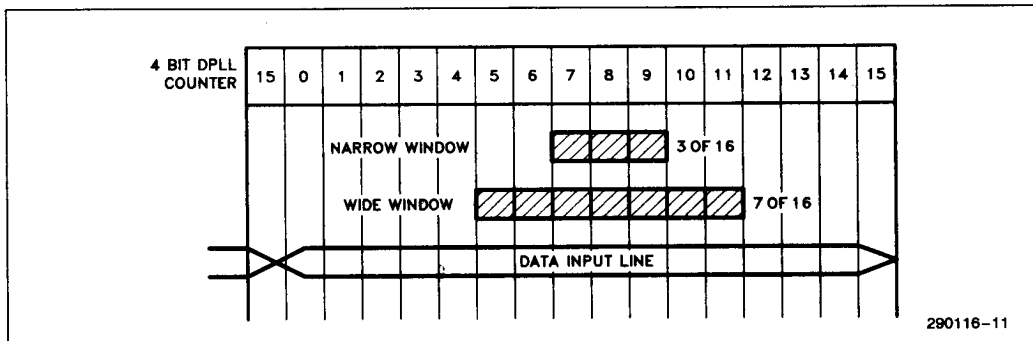 4 BIT DPLL
COUNTER
15 0 1 2 3 4 5 6 7 8 9 10 11 12 13 14 15
NARROW WINDOW 3 OF 16
WIDE WINDOW 7 OF 16
DATA INPUT LINE
290116-11